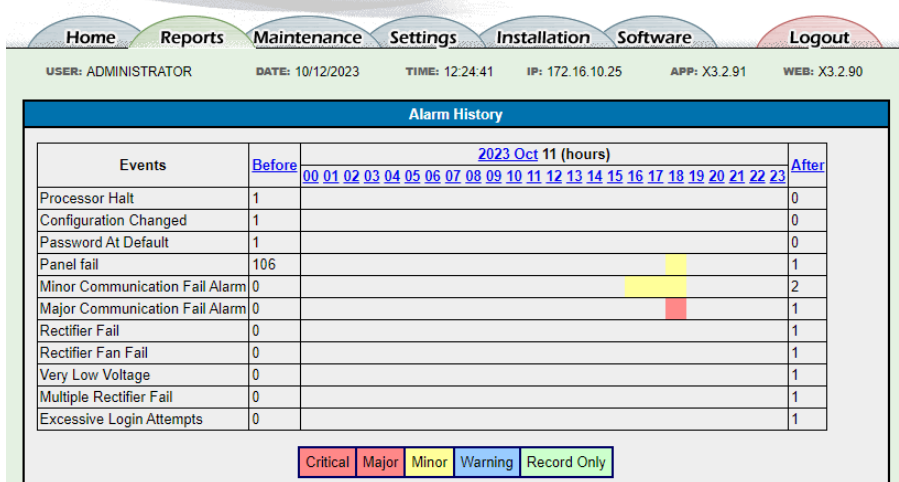 Home Reports Maintenance Settings Installation Software Logout
USER: ADMINISTRATOR DATE: 10/12/2023 TIME: 12:24:41 IP: 172.16.10.25 APP: X3.2.91 WEB: X3.2.90
Alarm History
Events Before 2023 Oct 11 (hours) After
00 01 02 03 04 05 06 07 08 09 10 11 12 13 14 15 16 17 18 19 20 21 22 23
Processor Halt 1 0
Configuration Changed 1 0
Password At Default 1 0
Panel fail 106 1
Minor Communication Fail Alarm 0 2
Major Communication Fail Alarm 0 1
Rectifier Fail 0 1
Rectifier Fan Fail 0 1
Very Low Voltage 0 1
Multiple Rectifier Fail 0 1
Excessive Login Attempts 0 1
Critical Major Minor Warning Record Only